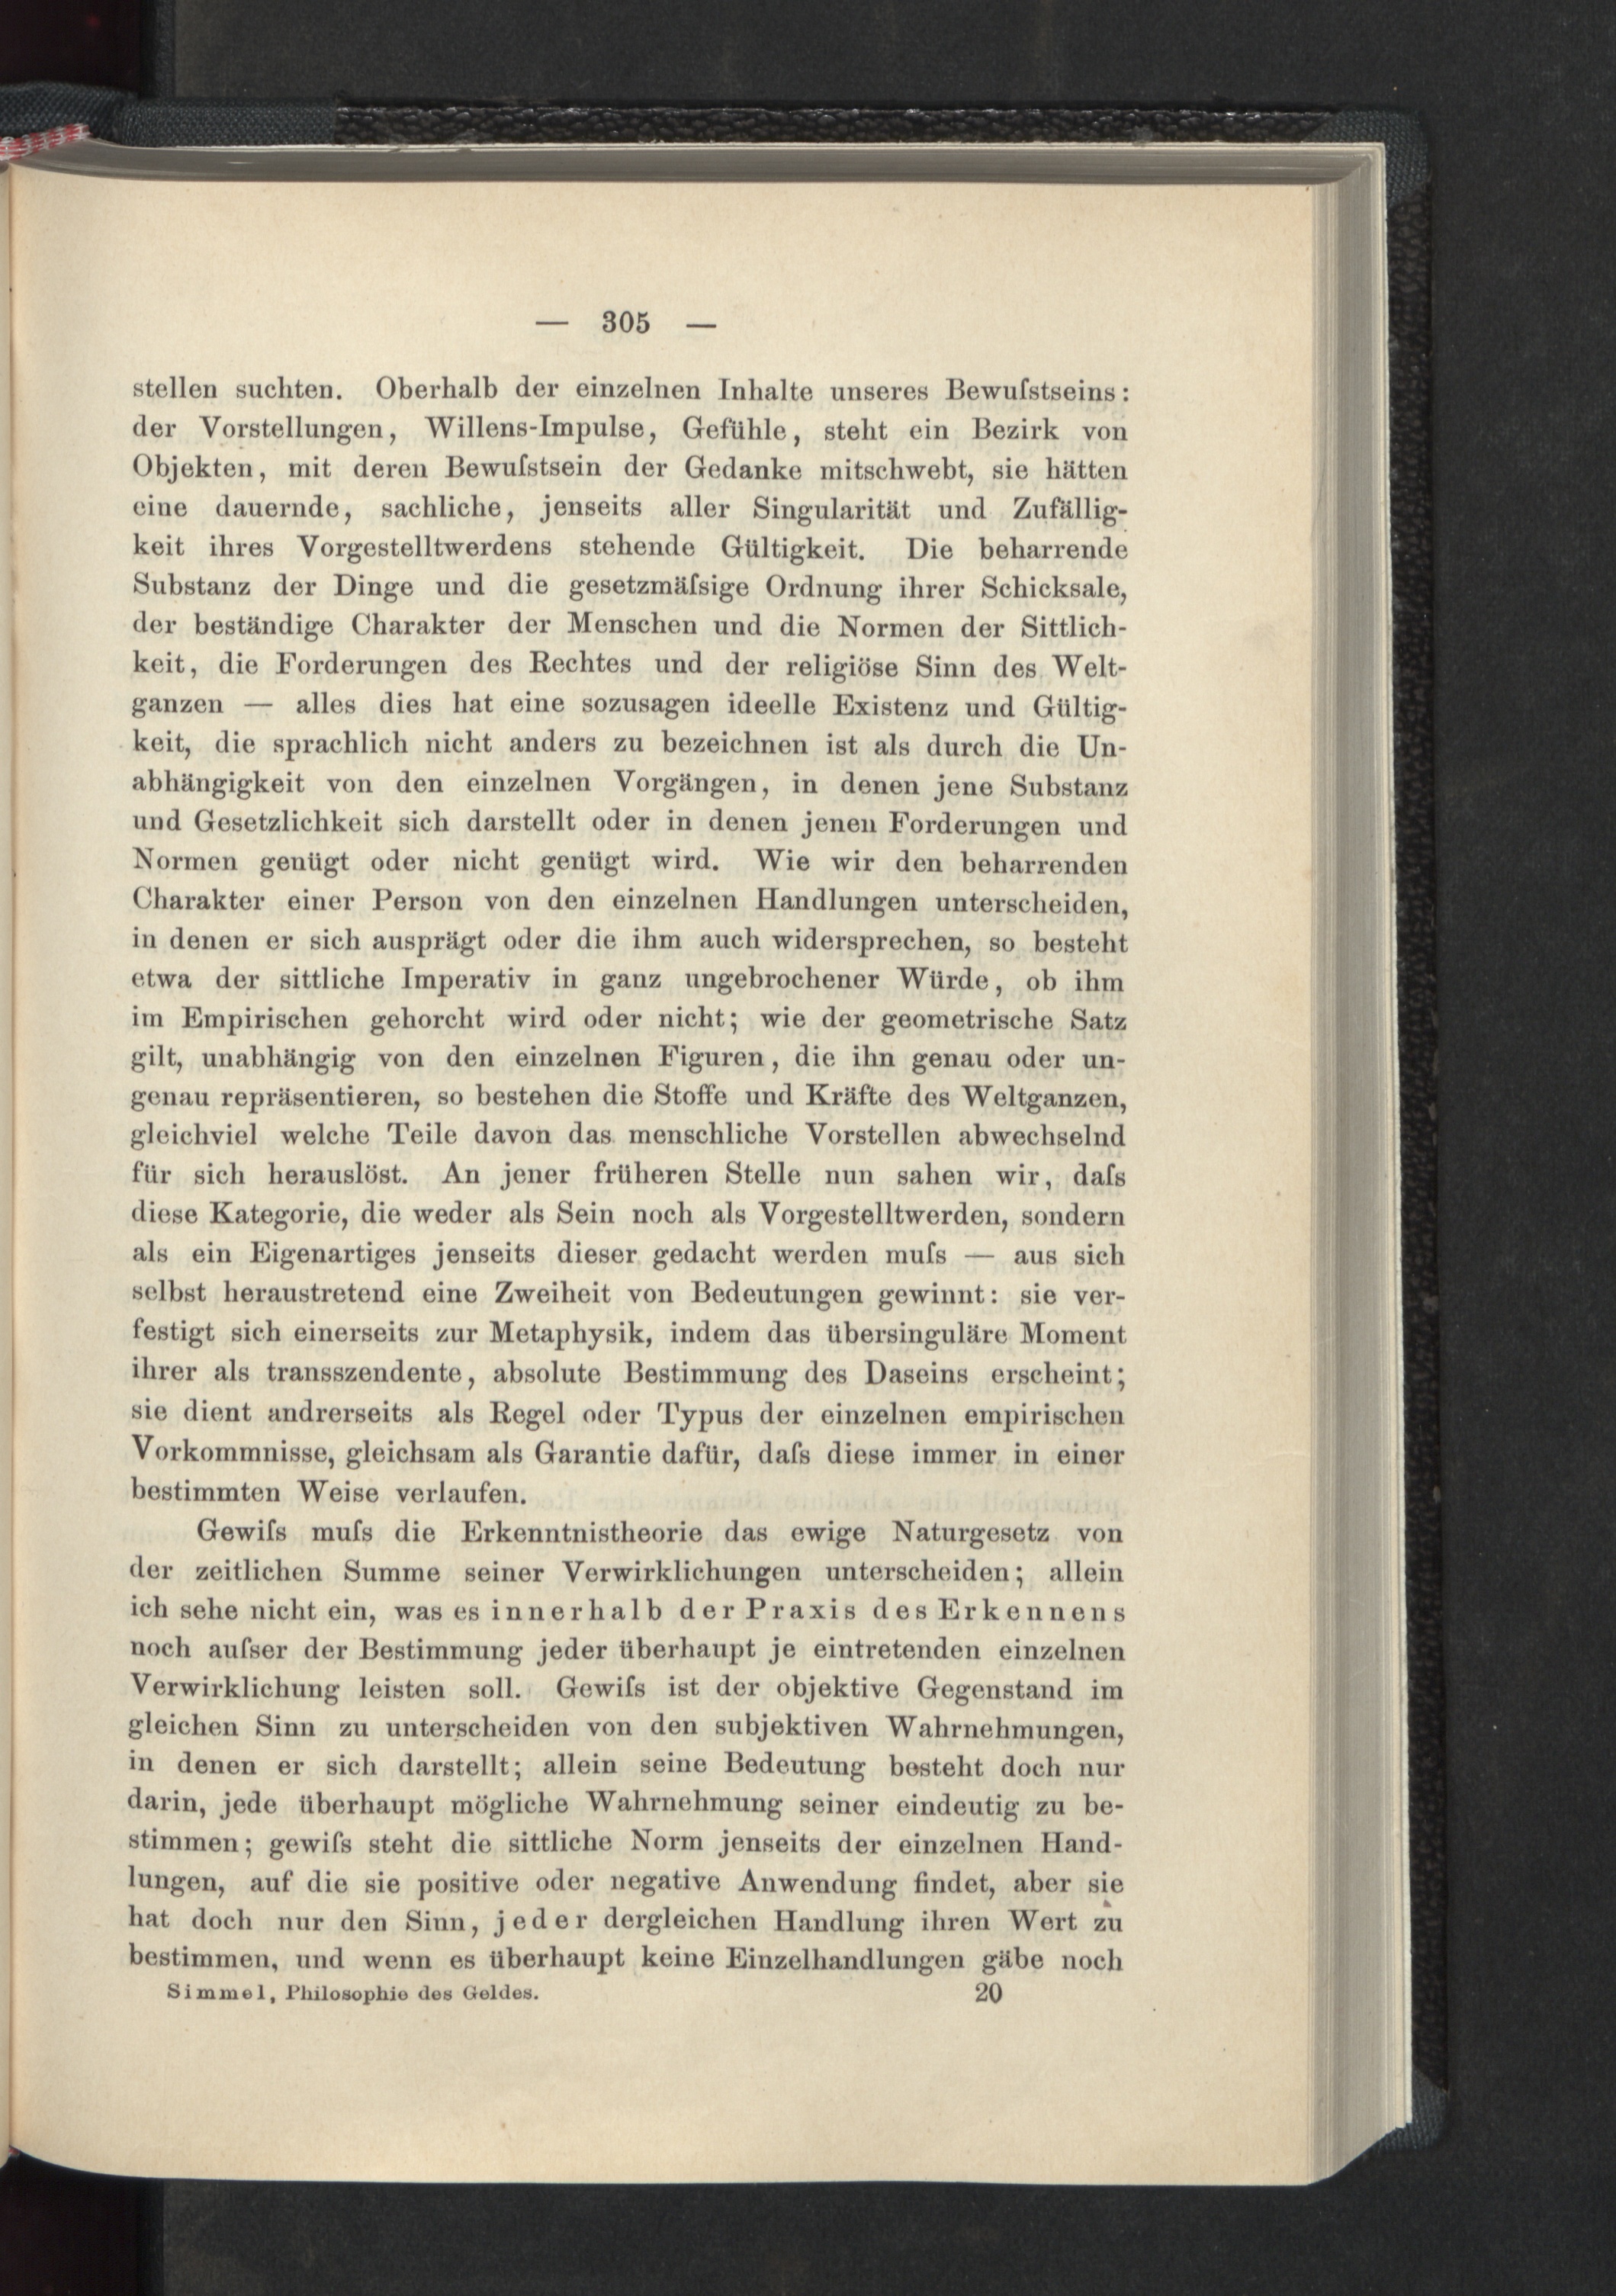 — 305 —
stellen suchten. Oberhalb der einzelnen Inhalte unseres Bewuſstseins:
der Vorstellungen, Willens-Impulse, Gefühle, steht ein Bezirk von
Objekten, mit deren Bewuſstsein der Gedanke mitschwebt, sie hätten
eine dauernde, sachliche, jenseits aller Singularität und Zufällig-
keit ihres Vorgestelltwerdens stehende Gültigkeit. Die beharrende
Substanz der Dinge und die gesetzmäſsige Ordnung ihrer Schicksale,
der beständige Charakter der Menschen und die Normen der Sittlich-
keit, die Forderungen des Rechtes und der religiöse Sinn des Welt-
ganzen — alles dies hat eine sozusagen ideelle Existenz und Gültig-
keit, die sprachlich nicht anders zu bezeichnen ist als durch die Un-
abhängigkeit von den einzelnen Vorgängen, in denen jene Substanz
und Gesetzlichkeit sich darstellt oder in denen jenen Forderungen und
Normen genügt oder nicht genügt wird. Wie wir den beharrenden
Charakter einer Person von den einzelnen Handlungen unterscheiden,
in denen er sich ausprägt oder die ihm auch widersprechen, so besteht
etwa der sittliche Imperativ in ganz ungebrochener Würde, ob ihm
im Empirischen gehorcht wird oder nicht; wie der geometrische Satz
gilt, unabhängig von den einzelnen Figuren, die ihn genau oder un-
genau repräsentieren, so bestehen die Stoffe und Kräfte des Weltganzen,
gleichviel welche Teile davon das menschliche Vorstellen abwechselnd
für sich herauslöst. An jener früheren Stelle nun sahen wir, daſs
diese Kategorie, die weder als Sein noch als Vorgestelltwerden, sondern
als ein Eigenartiges jenseits dieser gedacht werden muſs — aus sich
selbst heraustretend eine Zweiheit von Bedeutungen gewinnt: sie ver-
festigt sich einerseits zur Metaphysik, indem das übersinguläre Moment
ihrer als transszendente, absolute Bestimmung des Daseins erscheint;
sie dient andrerseits als Regel oder Typus der einzelnen empirischen
Vorkommnisse, gleichsam als Garantie dafür, daſs diese immer in einer
bestimmten Weise verlaufen.
Gewiſs muſs die Erkenntnistheorie das ewige Naturgesetz von
der zeitlichen Summe seiner Verwirklichungen unterscheiden; allein
ich sehe nicht ein, was es innerhalb der Praxis des Erkennens
noch auſser der Bestimmung jeder überhaupt je eintretenden einzelnen
Verwirklichung leisten soll. Gewiſs ist der objektive Gegenstand im
gleichen Sinn zu unterscheiden von den subjektiven Wahrnehmungen,
in denen er sich darstellt; allein seine Bedeutung besteht doch nur
darin, jede überhaupt mögliche Wahrnehmung seiner eindeutig zu be-
stimmen; gewiſs steht die sittliche Norm jenseits der einzelnen Hand-
lungen, auf die sie positive oder negative Anwendung findet, aber sie
hat doch nur den Sinn, jeder dergleichen Handlung ihren Wert zu
bestimmen, und wenn es überhaupt keine Einzelhandlungen gäbe noch
Simmel, Philosophie des Geldes. 20